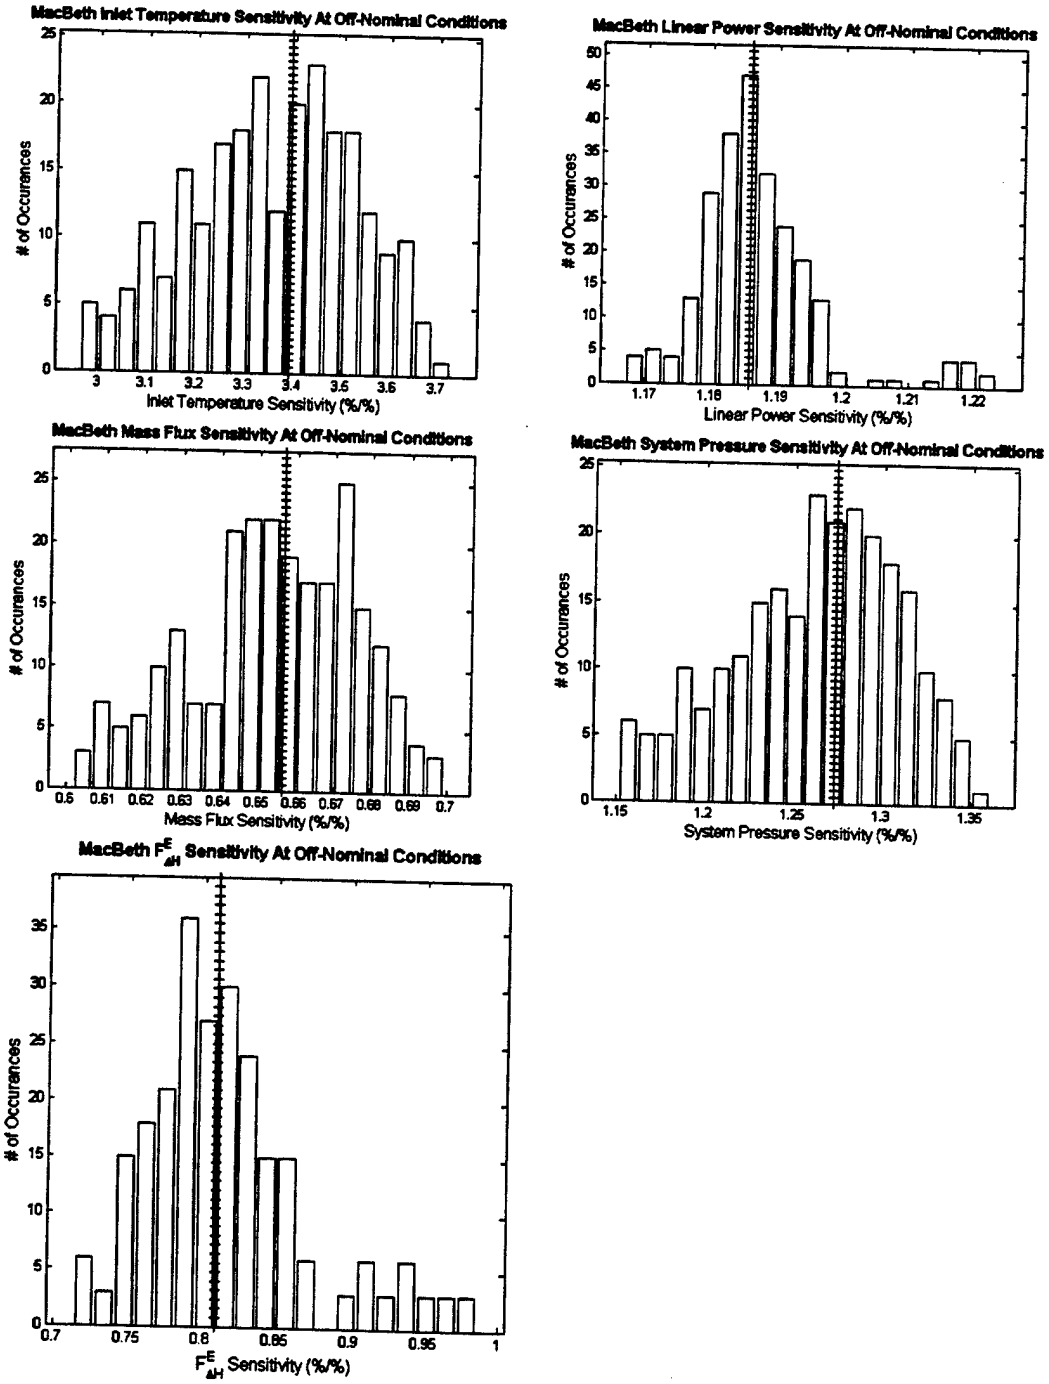 MacBeth Inlet Temperature Sensitivity At Off-Nominal Conditions
25
20
15
10
5
0
# of Occurances
3 3.1 3.2 3.3 3.4 3.5 3.6 3.7
Inlet Temperature Sensitivity (%/%)
MacBeth Linear Power Sensitivity At Off-Nominal Conditions
50
45
40
35
30
25
20
15
10
5
0
# of Occurances
1.17 1.18 1.19 1.2 1.21 1.22
Linear Power Sensitivity (%/%)
MacBeth Mass Flux Sensitivity At Off-Nominal Conditions
25
20
15
10
5
0
# of Occurances
0.6 0.61 0.62 0.63 0.64 0.65 0.66 0.67 0.68 0.69 0.7
Mass Flux Sensitivity (%/%)
MacBeth System Pressure Sensitivity At Off-Nominal Conditions
25
20
15
10
5
0
# of Occurances
1.15 1.2 1.25 1.3 1.35
System Pressure Sensitivity (%/%)
MacBeth F^E_ΔH Sensitivity At Off-Nominal Conditions
35
30
25
20
15
10
5
0
# of Occurances
0.7 0.75 0.8 0.85 0.9 0.95 1
F^E_ΔH Sensitivity (%/%)